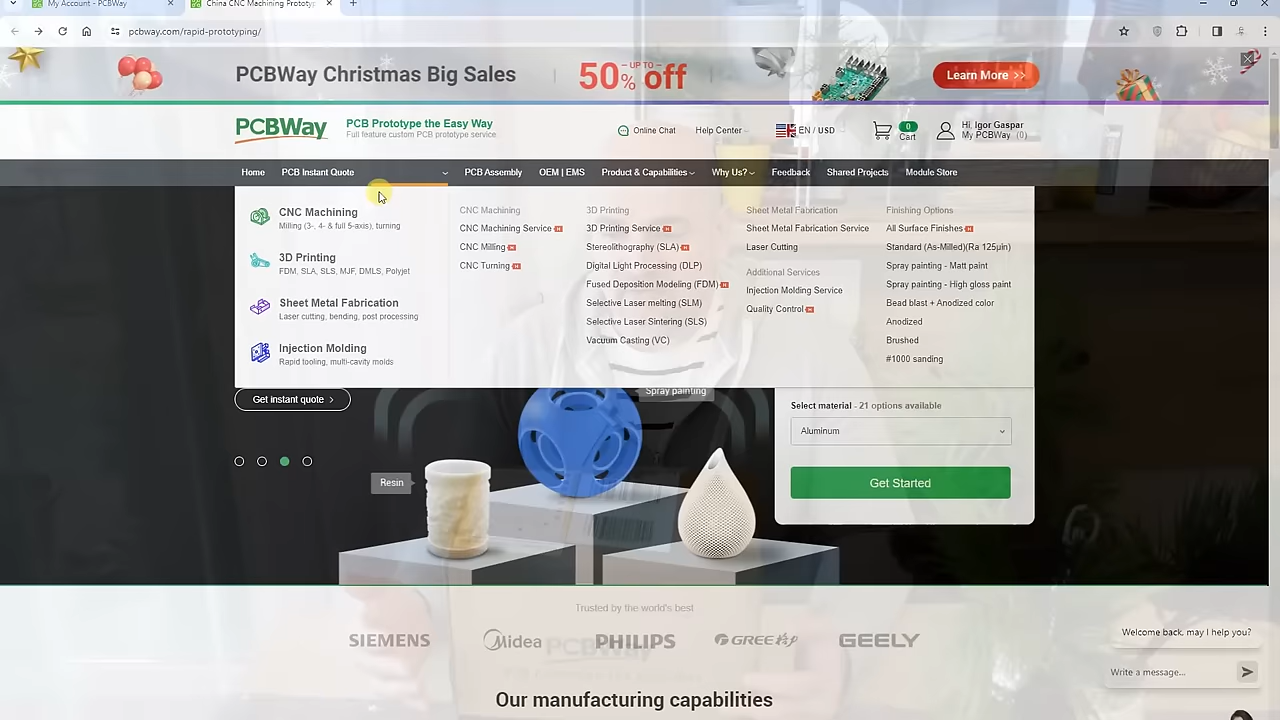 My Account - PCBWay
China CNC Machining Prototyp
pcbway.com/rapid-prototyping/
PCBWay Christmas Big Sales
UP TO
50% off
Learn More >>
PCBWay
PCB Prototype the Easy Way
Full feature custom PCB prototype service
Online Chat
Help Center
EN / USD
0
Cart
Hi, Igor Gaspar
My PCBWay (0)
Home
PCB Instant Quote
PCB Assembly
OEM | EMS
Product & Capabilities
Why Us?
Feedback
Shared Projects
Module Store
CNC Machining
Milling (3-, 4- & full 5-axis), turning
3D Printing
FDM, SLA, SLS, MJF, DMLS, Polyjet
Sheet Metal Fabrication
Laser cutting, bending, post processing
Injection Molding
Rapid tooling, multi-cavity molds
CNC Machining
CNC Machining Service
CNC Milling
CNC Turning
3D Printing
3D Printing Service
Stereolithography (SLA)
Digital Light Processing (DLP)
Fused Deposition Modeling (FDM)
Selective Laser melting (SLM)
Selective Laser Sintering (SLS)
Vacuum Casting (VC)
Sheet Metal Fabrication
Sheet Metal Fabrication Service
Laser Cutting
Additional Services
Injection Molding Service
Quality Control
Finishing Options
All Surface Finishes
Standard (As-Milled)(Ra 125µin)
Spray painting - Matt paint
Spray painting - High gloss paint
Bead blast + Anodized color
Anodized
Brushed
#1000 sanding
Get instant quote >
Spray painting
Resin
Select material - 21 options available
Aluminum
Get Started
Trusted by the world's best
SIEMENS
Midea
PHILIPS
GREE格力
GEELY
PCBWay
Our manufacturing capabilities
Welcome back, may I help you?
Write a message...